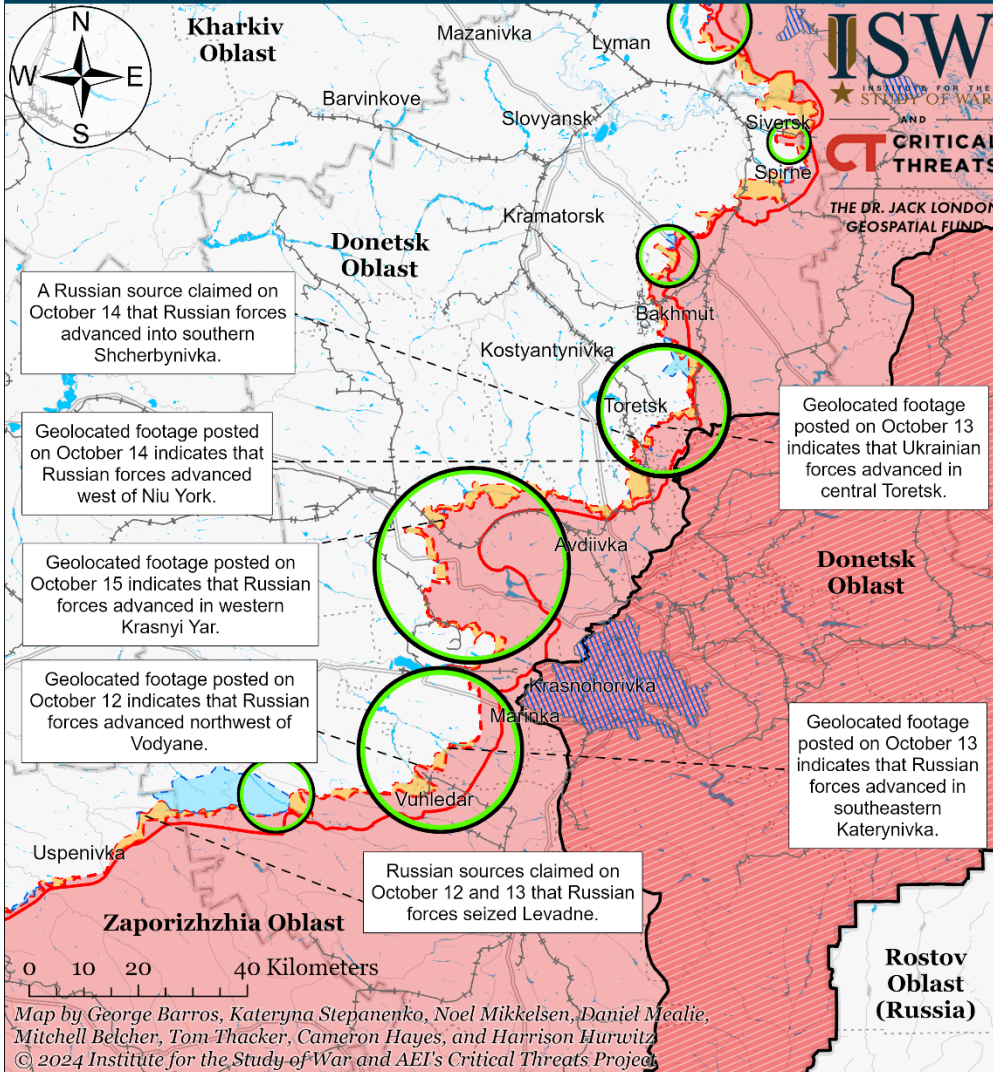 N
W
E
S
Kharkiv
Oblast
Mazanivka
Lyman
ISW
INSTITUTE FOR THE
STUDY OF WAR
AND
CT CRITICAL
THREATS
THE DR. JACK LONDON
GEOSPATIAL FUND
Barvinkove
Slovyansk
Siversk
Spirne
Kramatorsk
Donetsk
Oblast
A Russian source claimed on
October 14 that Russian forces
advanced into southern
Shcherbynivka.
Bakhmut
Kostyantynivka
Toretsk
Geolocated footage
posted on October 13
indicates that Ukrainian
forces advanced in
central Toretsk.
Geolocated footage posted
on October 14 indicates that
Russian forces advanced
west of Niu York.
Avdiivka
Donetsk
Oblast
Geolocated footage posted on
October 15 indicates that Russian
forces advanced in western
Krasnyi Yar.
Geolocated footage posted on
October 12 indicates that Russian
forces advanced northwest of
Vodyane.
Krasnohorivka
Marinka
Geolocated footage
posted on October 13
indicates that Russian
forces advanced in
southeastern
Katerynivka.
Vuhledar
Uspenivka
Russian sources claimed on
October 12 and 13 that Russian
forces seized Levadne.
Zaporizhzhia Oblast
Rostov
Oblast
(Russia)
0 10 20 40 Kilometers
Map by George Barros, Kateryna Stepanenko, Noel Mikkelsen, Daniel Mealie,
Mitchell Belcher, Tom Thacker, Cameron Hayes, and Harrison Hurwitz
© 2024 Institute for the Study of War and AEI's Critical Threats Project